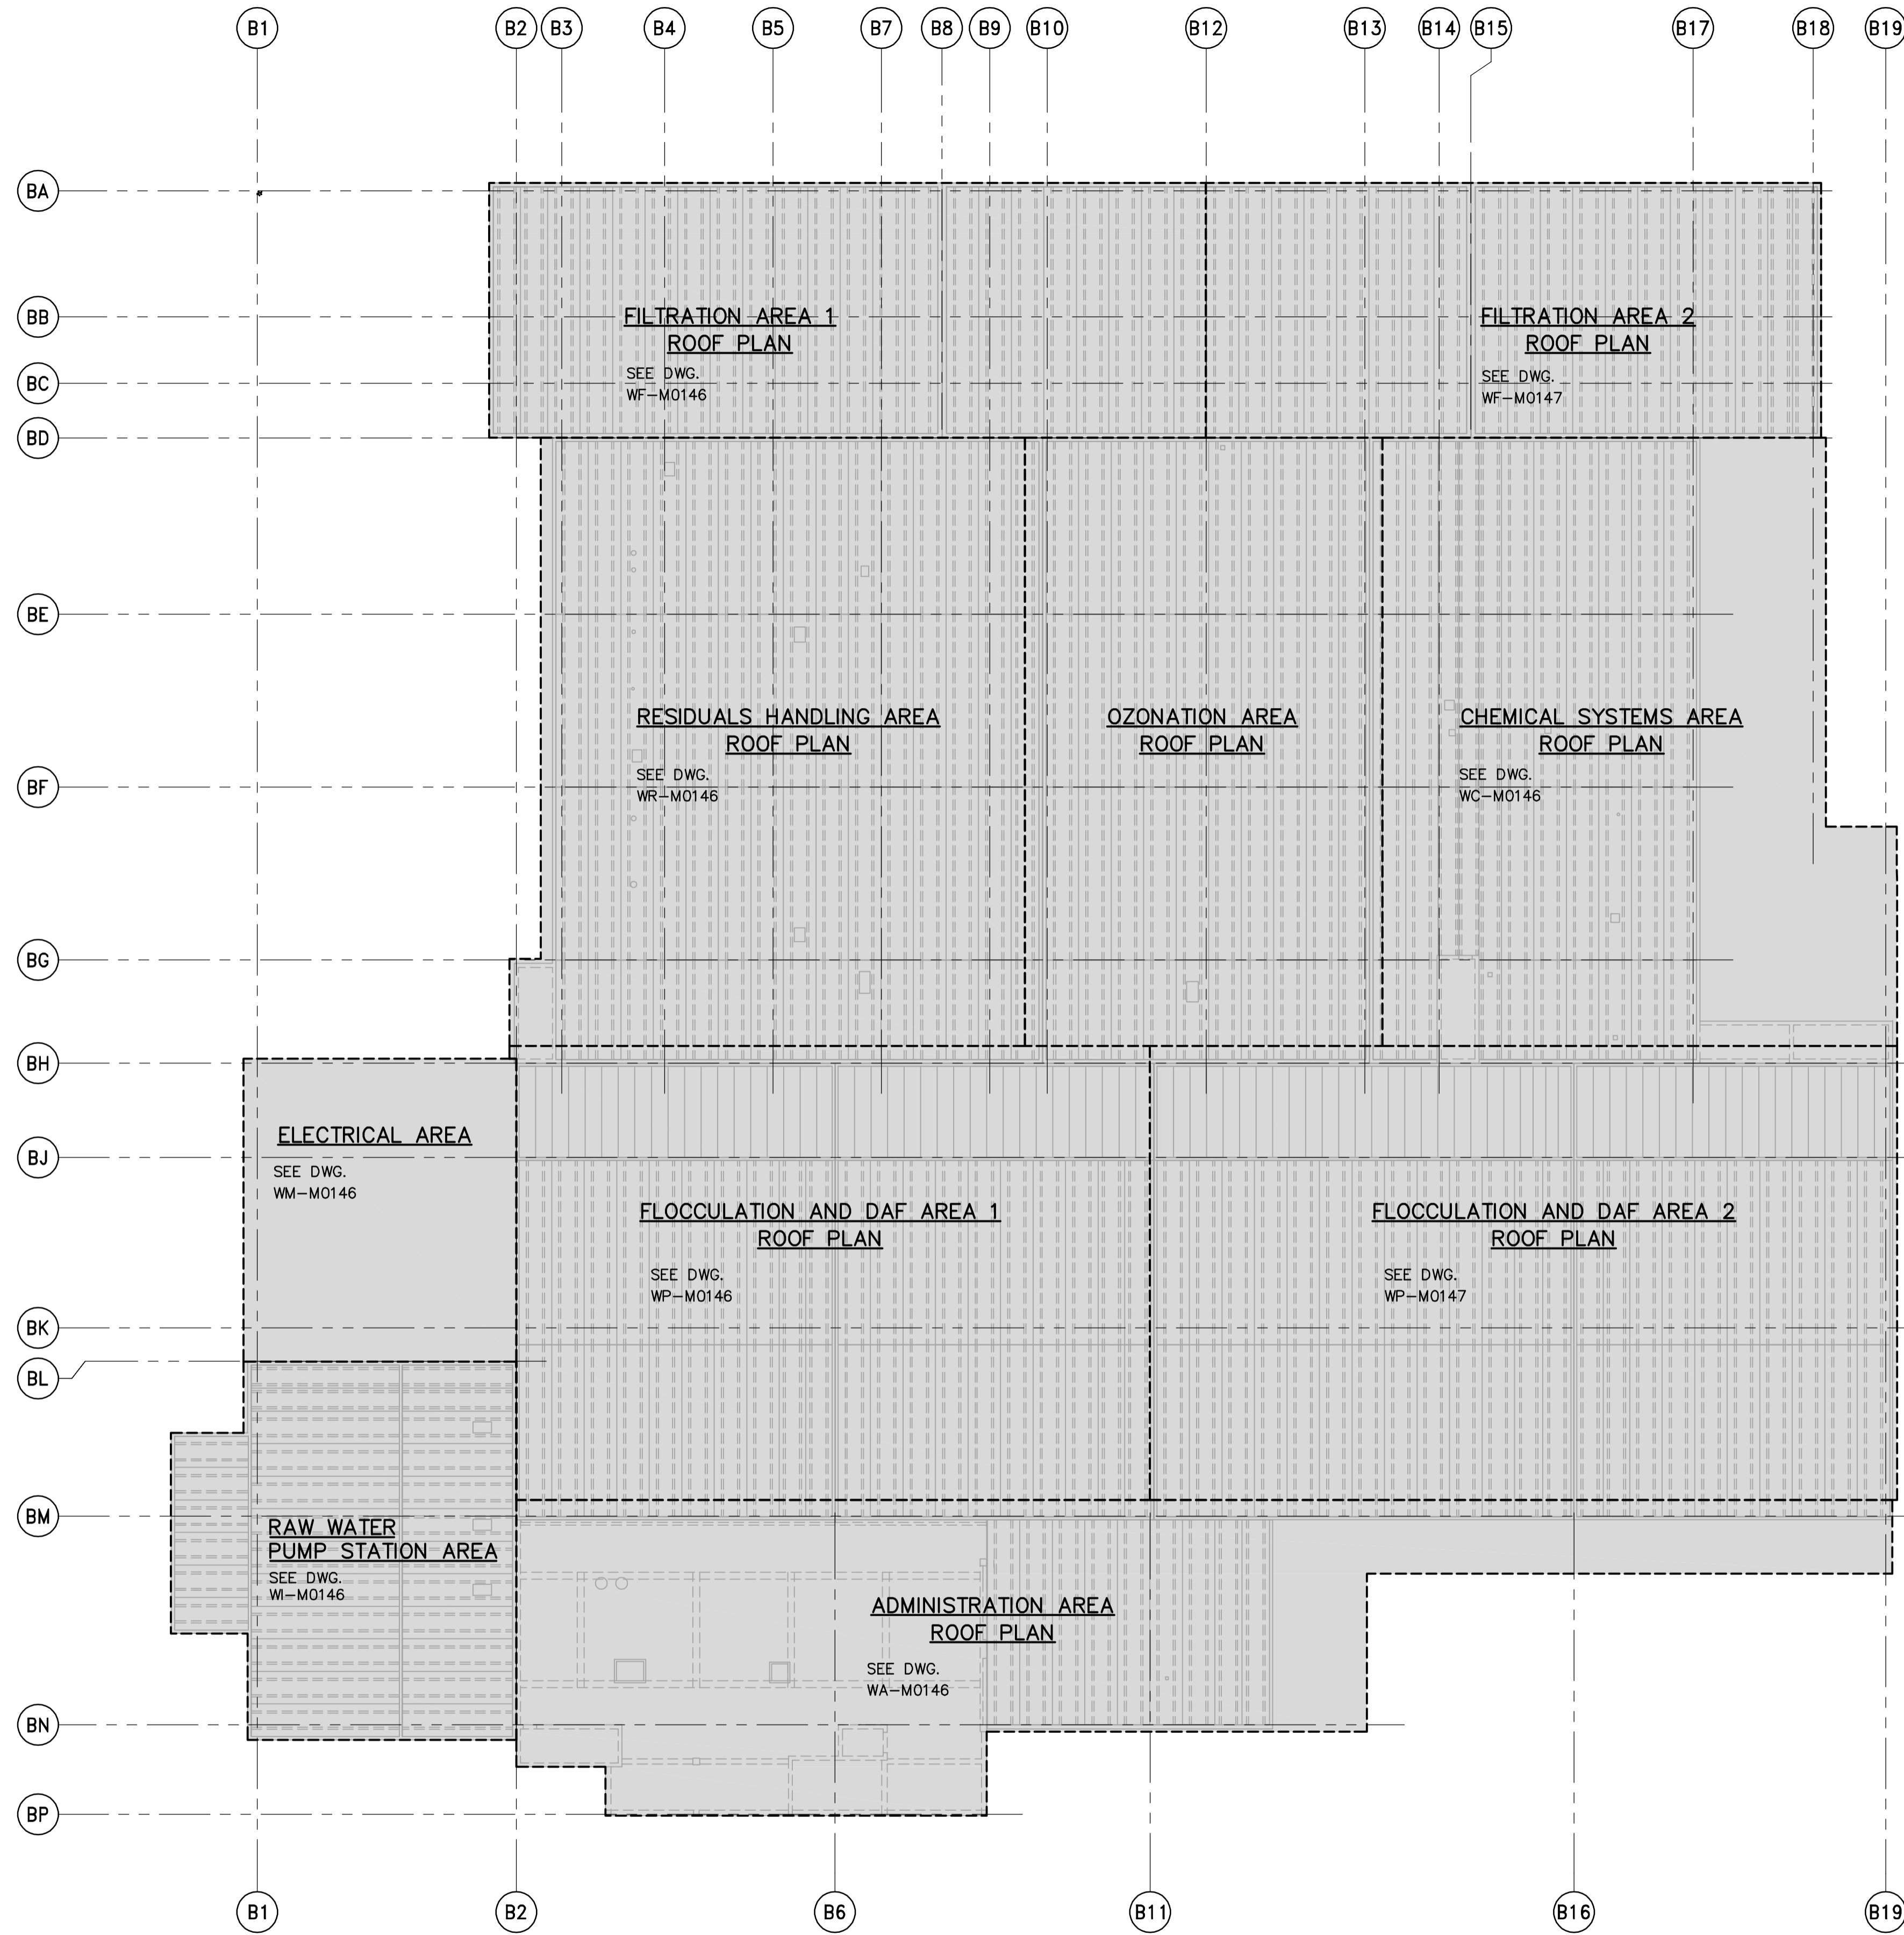 B1
B2
B3
B4
B5
B7
B8
B9
B10
B12
B13
B14
B15
B17
B18
B19
BA
BB
BC
BD
BE
BF
BG
BH
BJ
BK
BL
BM
BN
BP
FILTRATION AREA 1
ROOF PLAN
SEE DWG.
WF-M0146
FILTRATION AREA 2
ROOF PLAN
SEE DWG.
WF-M0147
RESIDUALS HANDLING AREA
ROOF PLAN
SEE DWG.
WR-M0146
OZONATION AREA
ROOF PLAN
CHEMICAL SYSTEMS AREA
ROOF PLAN
SEE DWG.
WC-M0146
ELECTRICAL AREA
SEE DWG.
WM-M0146
FLOCCULATION AND DAF AREA 1
ROOF PLAN
SEE DWG.
WP-M0146
FLOCCULATION AND DAF AREA 2
ROOF PLAN
SEE DWG.
WP-M0147
RAW WATER
PUMP STATION AREA
SEE DWG.
WI-M0146
ADMINISTRATION AREA
ROOF PLAN
SEE DWG.
WA-M0146
B1
B2
B6
B11
B16
B19